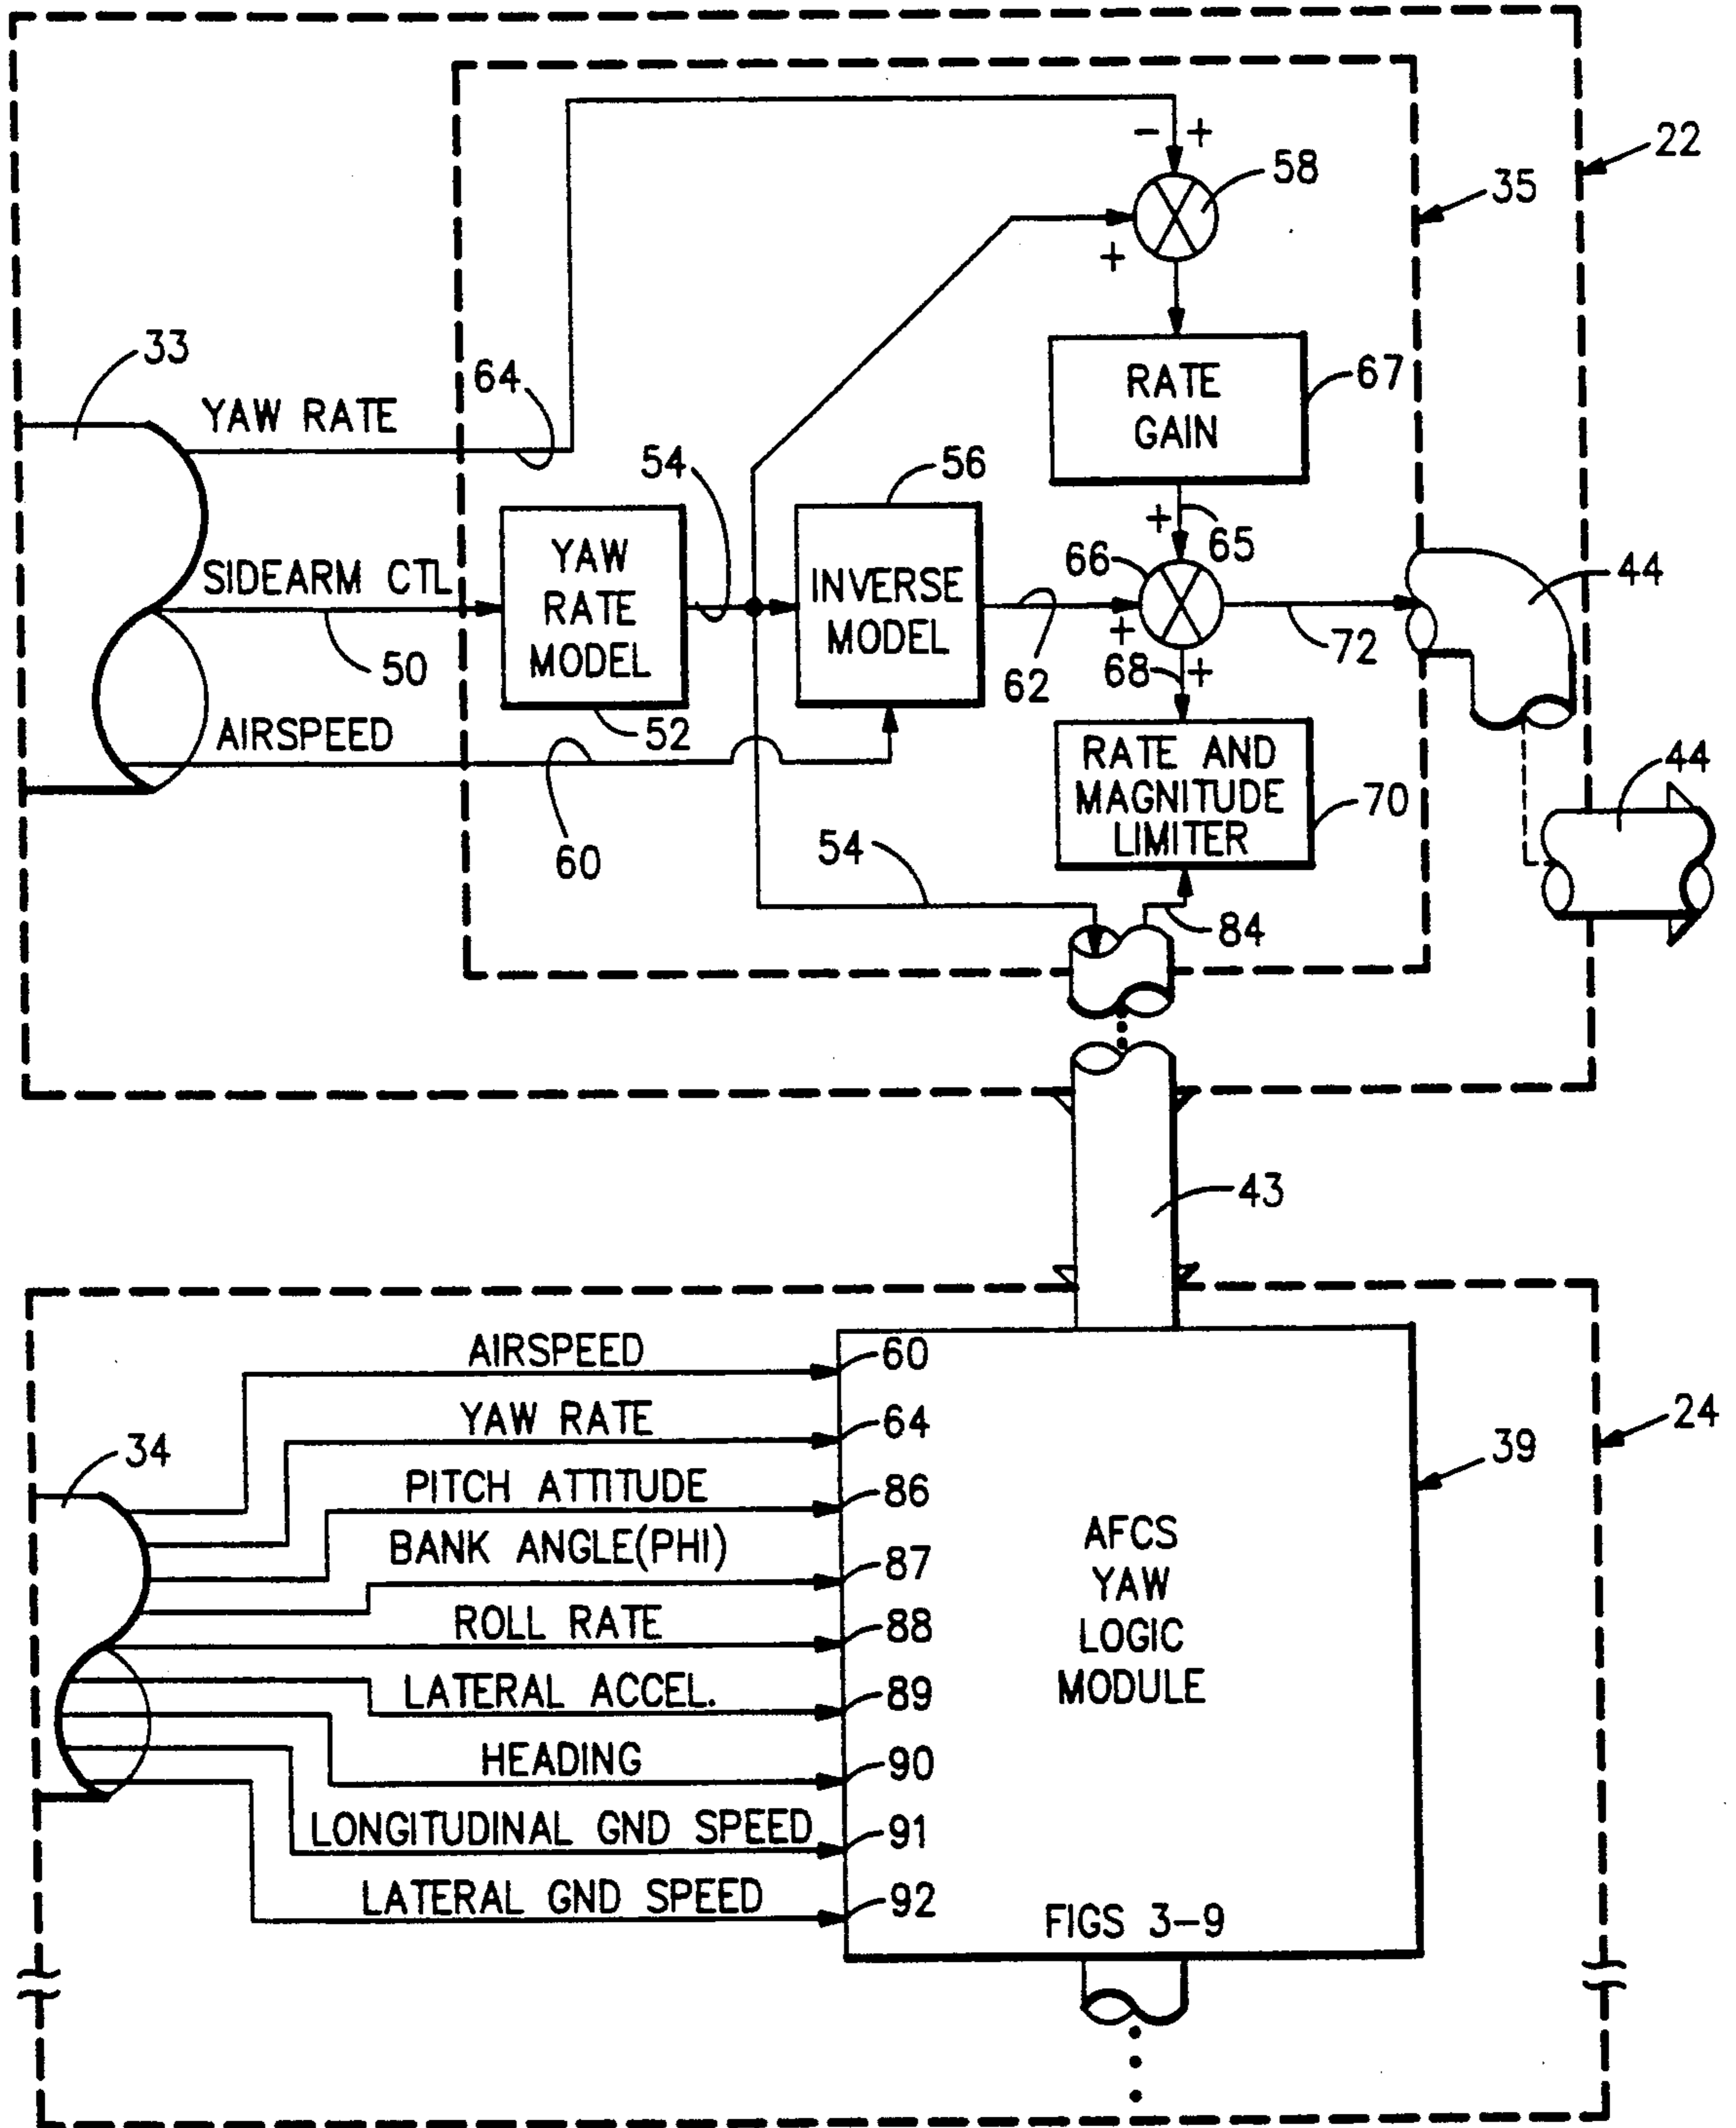 22
- +
58
35
+
33
64
RATE
GAIN
67
YAW RATE
54
56
+
65
YAW
RATE
MODEL
INVERSE
MODEL
66
44
SIDEARM CTL
+
50
62
68
+
72
52
AIRSPEED
RATE AND
MAGNITUDE
LIMITER
70
44
60
54
84
43
AIRSPEED
60
YAW RATE
64
24
34
39
PITCH ATTITUDE
86
BANK ANGLE(PHI)
87
AFCS
YAW
LOGIC
MODULE
ROLL RATE
88
LATERAL ACCEL.
89
HEADING
90
LONGITUDINAL GND SPEED
91
LATERAL GND SPEED
92
FIGS 3-9